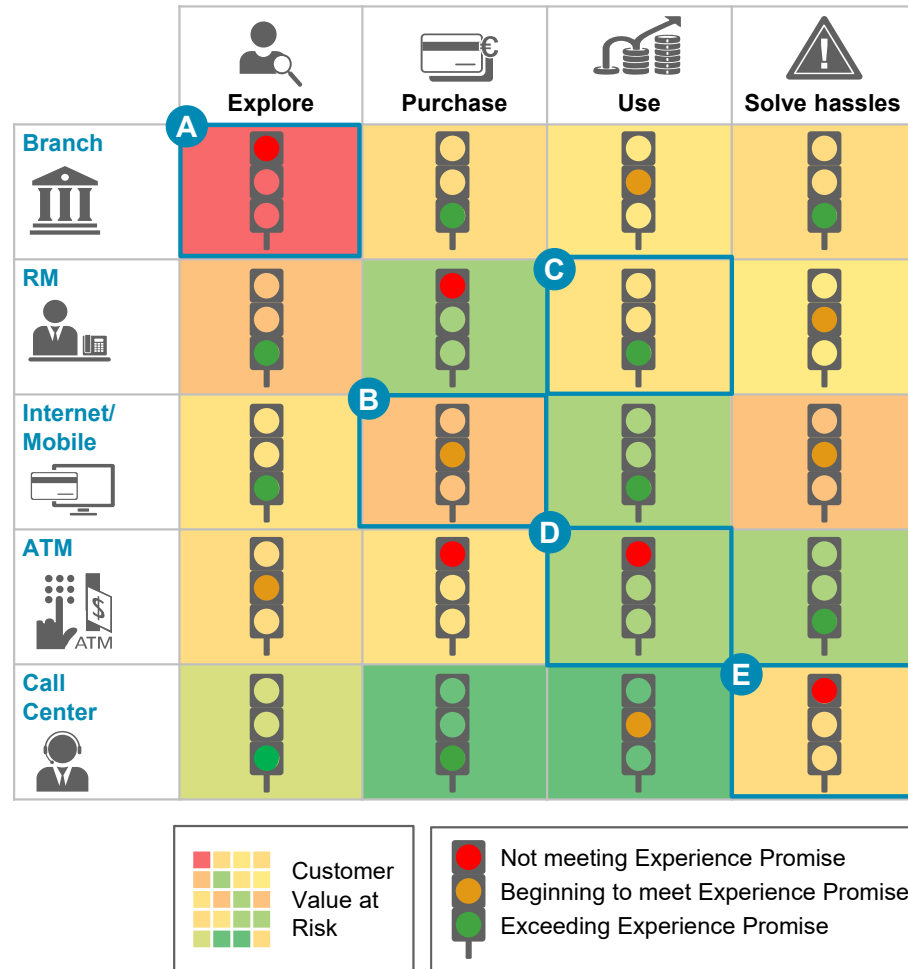 €
Explore
Purchase
Use
Solve hassles
A
Branch
RM
C
B
Internet/
Mobile
D
ATM
$
ATM
E
Call
Center
Customer
Value at
Risk
Not meeting Experience Promise
Beginning to meet Experience Promise
Exceeding Experience Promise